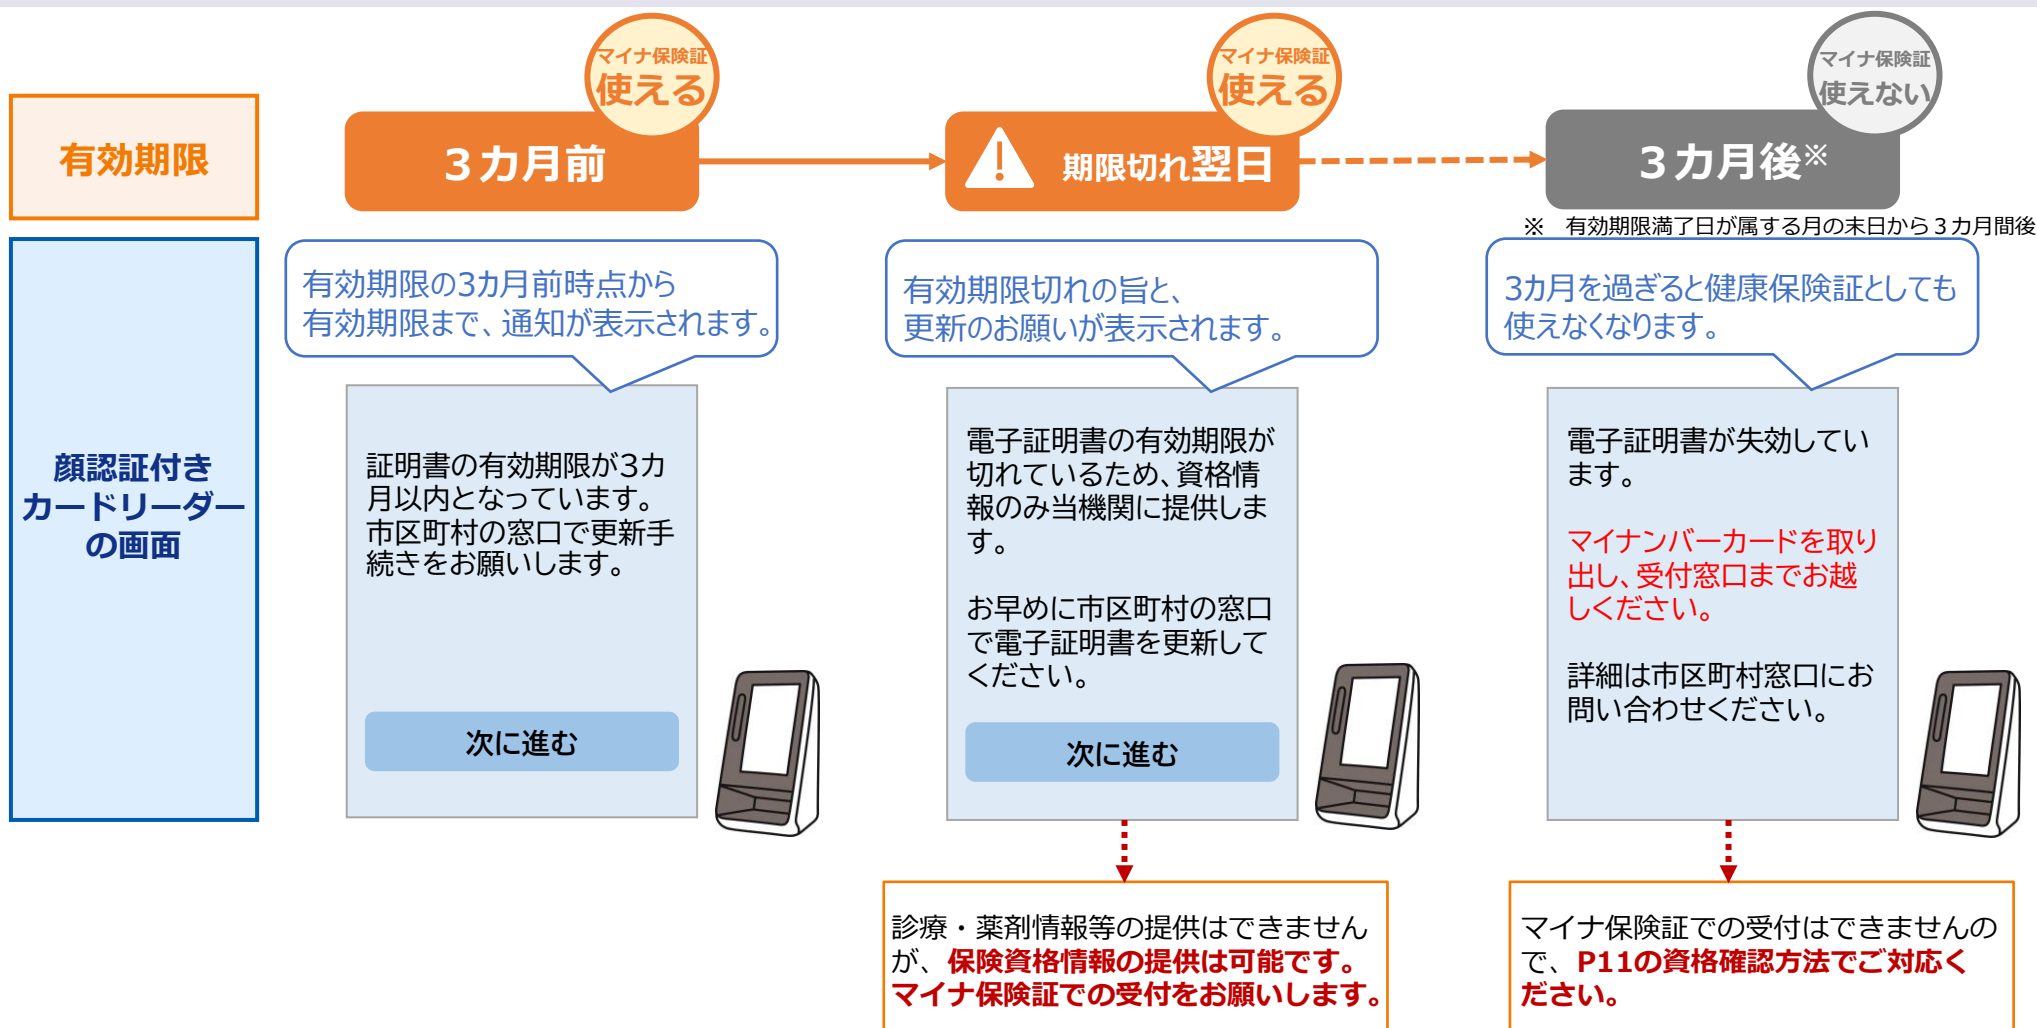 有効期限
マイナ保険証
使える
3カ月前
マイナ保険証
使える
期限切れ翌日
マイナ保険証
使えない
3カ月後※
※　有効期限満了日が属する月の末日から3カ月間後
顔認証付き
カードリーダー
の画面
有効期限の3カ月前時点から
有効期限まで、通知が表示されます。
証明書の有効期限が3カ
月以内となっています。
市区町村の窓口で更新手
続きをお願いします。
次に進む
有効期限切れの旨と、
更新のお願いが表示されます。
電子証明書の有効期限が
切れているため、資格情
報のみ当機関に提供しま
す。
お早めに市区町村の窓口
で電子証明書を更新して
ください。
次に進む
診療・薬剤情報等の提供はできません
が、保険資格情報の提供は可能です。
マイナ保険証での受付をお願いします。
3カ月を過ぎると健康保険証としても
使えなくなります。
電子証明書が失効してい
ます。
マイナンバーカードを取り
出し、受付窓口までお越
しください。
詳細は市区町村窓口にお
問い合わせください。
マイナ保険証での受付はできませんの
で、P11の資格確認方法でご対応く
ださい。